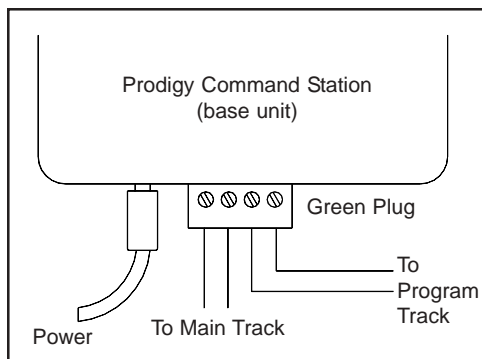 Prodigy Command Station
(base unit)
Green Plug
To
Program
Track
To Main Track
Power